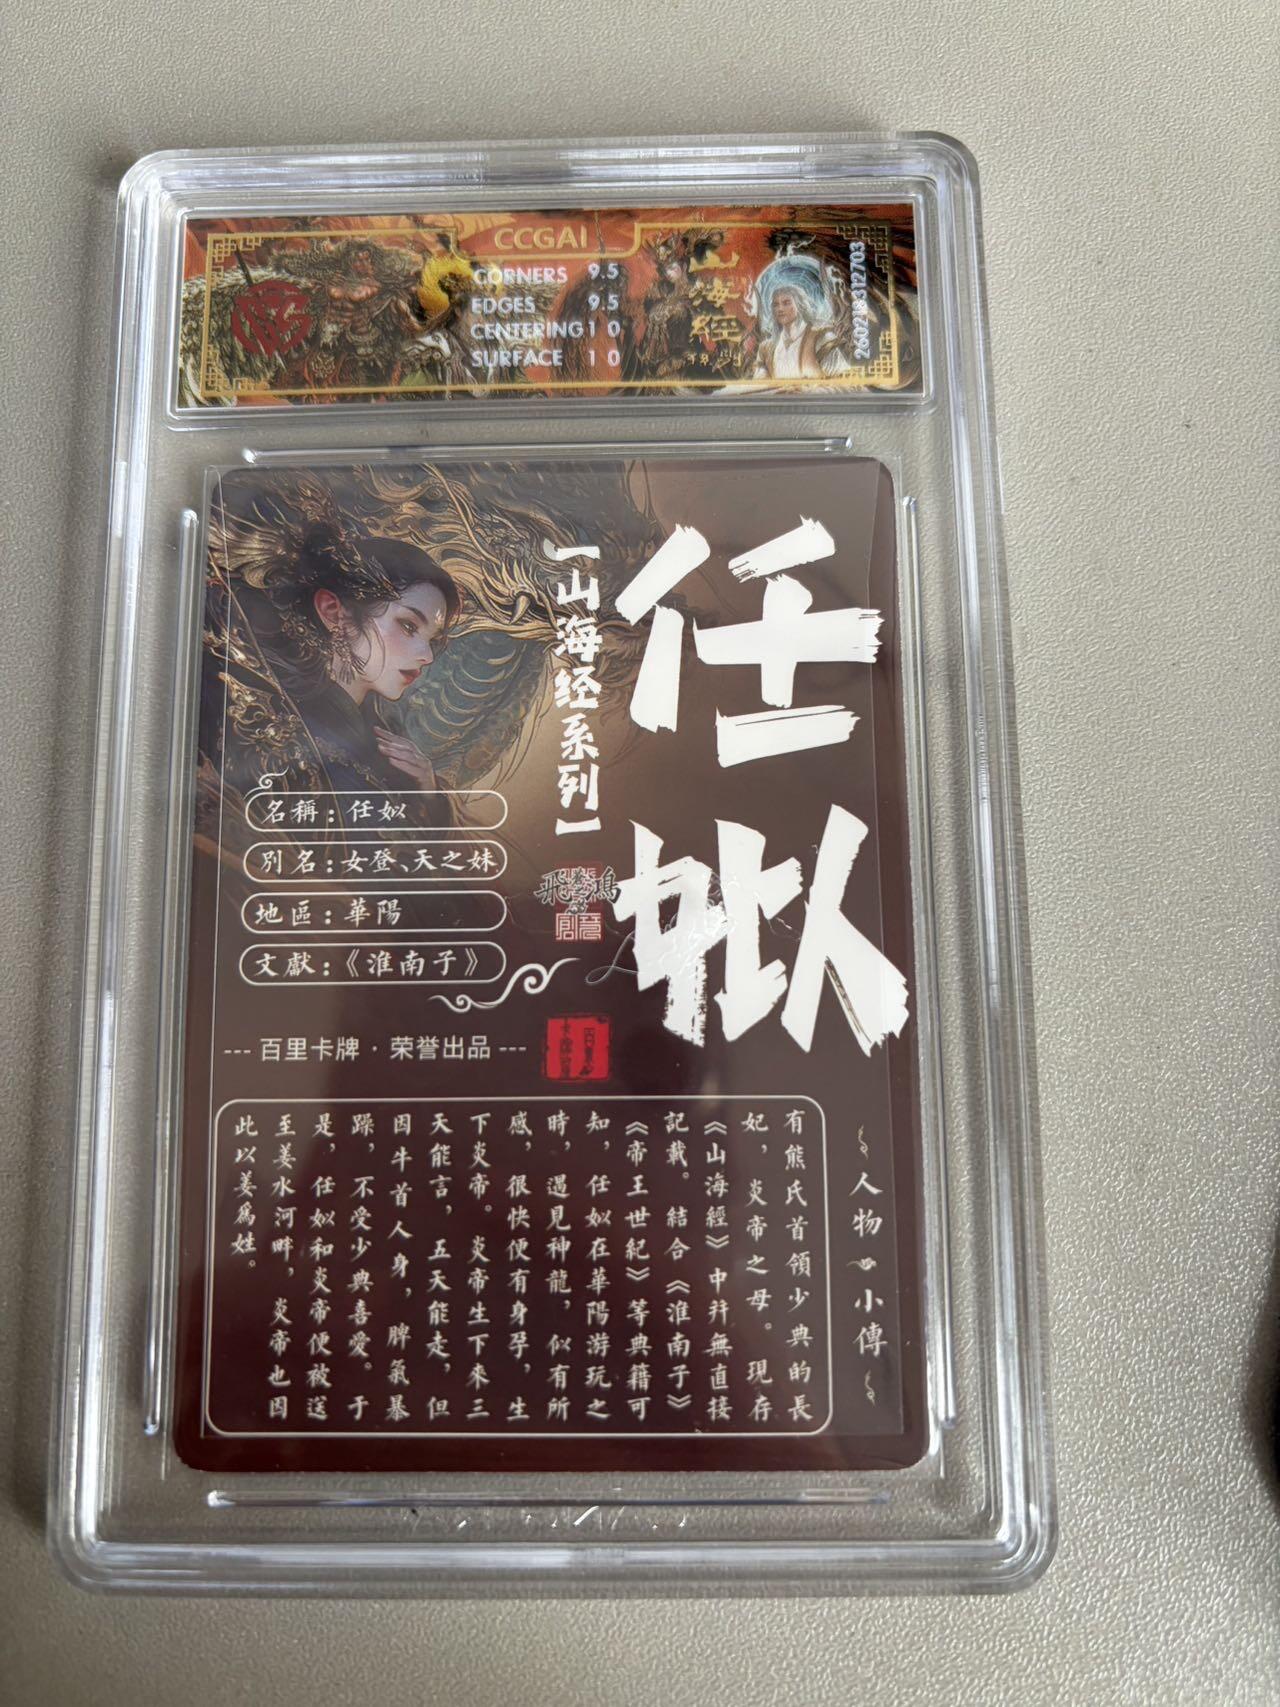 CCGAI
CORNERS 9.5
EDGES 9.5
CENTERING 10
SURFACE 10
山海經
260218312703
任姒
【山海经系列】
名稱：任姒
別名：女登、天之妹
地區：華陽
文獻：《淮南子》
飛鴻
--- 百里卡牌 · 荣誉出品 ---
人物小傳
有熊氏首領少典的長
妃，炎帝之母。現存
《山海經》中并無直接
記載。結合《淮南子》
《帝王世紀》等典籍可
知，任姒在華陽游玩之
時，遇見神龍，似有所
感，很快便有身孕，生
下炎帝。炎帝生下來三
天能言，五天能走，但
因牛首人身，脾氣暴
躁，不受少典喜愛。于
是，任姒和炎帝便被送
至姜水河畔，炎帝也因
此以姜爲姓。